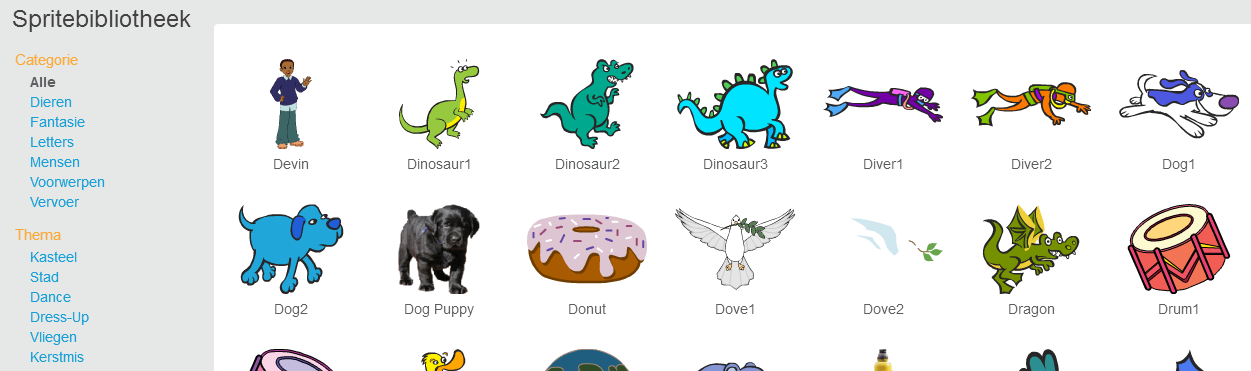 Spritebibliotheek
Categorie
Alle
Dieren
Fantasie
Letters
Mensen
Voorwerpen
Vervoer
Thema
Kasteel
Stad
Dance
Dress-Up
Vliegen
Kerstmis
Devin
Dinosaur1
Dinosaur2
Dinosaur3
Diver1
Diver2
Dog1
Dog2
Dog Puppy
Donut
Dove1
Dove2
Dragon
Drum1